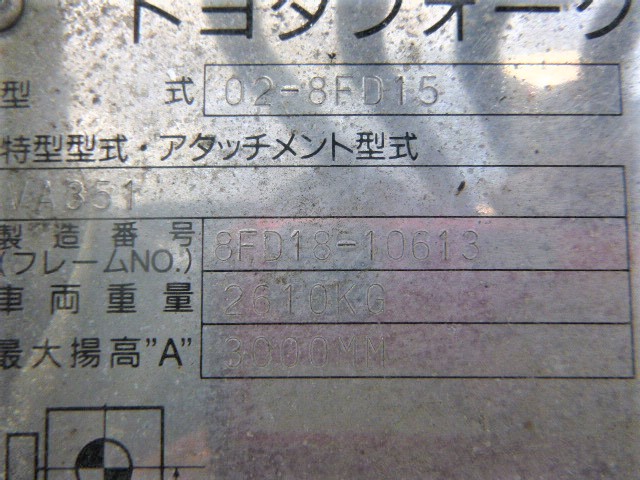 トヨタフォーク
型 式 02-8FD15
特型型式・アタッチメント型式
VA351
製造番号 8FD18-10613
(フレームNO.)
車両重量 2610KG
最大揚高"A" 3000MM